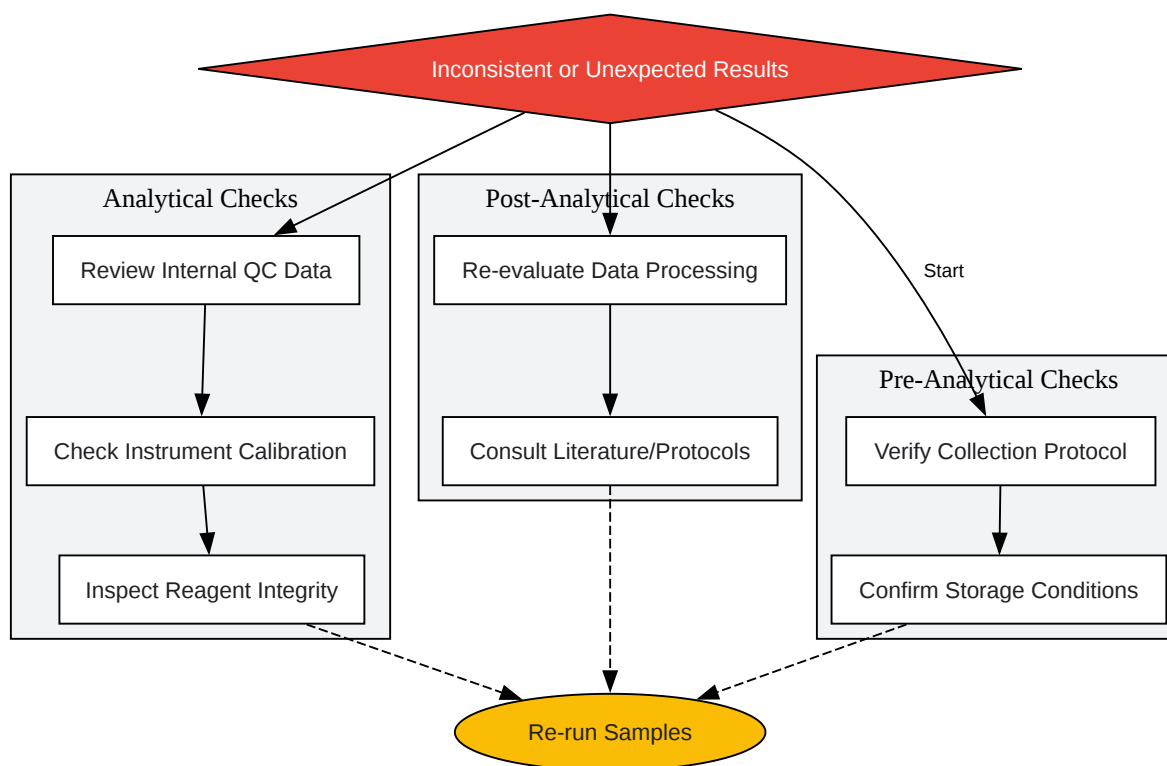 Inconsistent or Unexpected Results
Analytical Checks
Review Internal QC Data
Check Instrument Calibration
Inspect Reagent Integrity
Post-Analytical Checks
Re-evaluate Data Processing
Consult Literature/Protocols
Start
Pre-Analytical Checks
Verify Collection Protocol
Confirm Storage Conditions
Re-run Samples